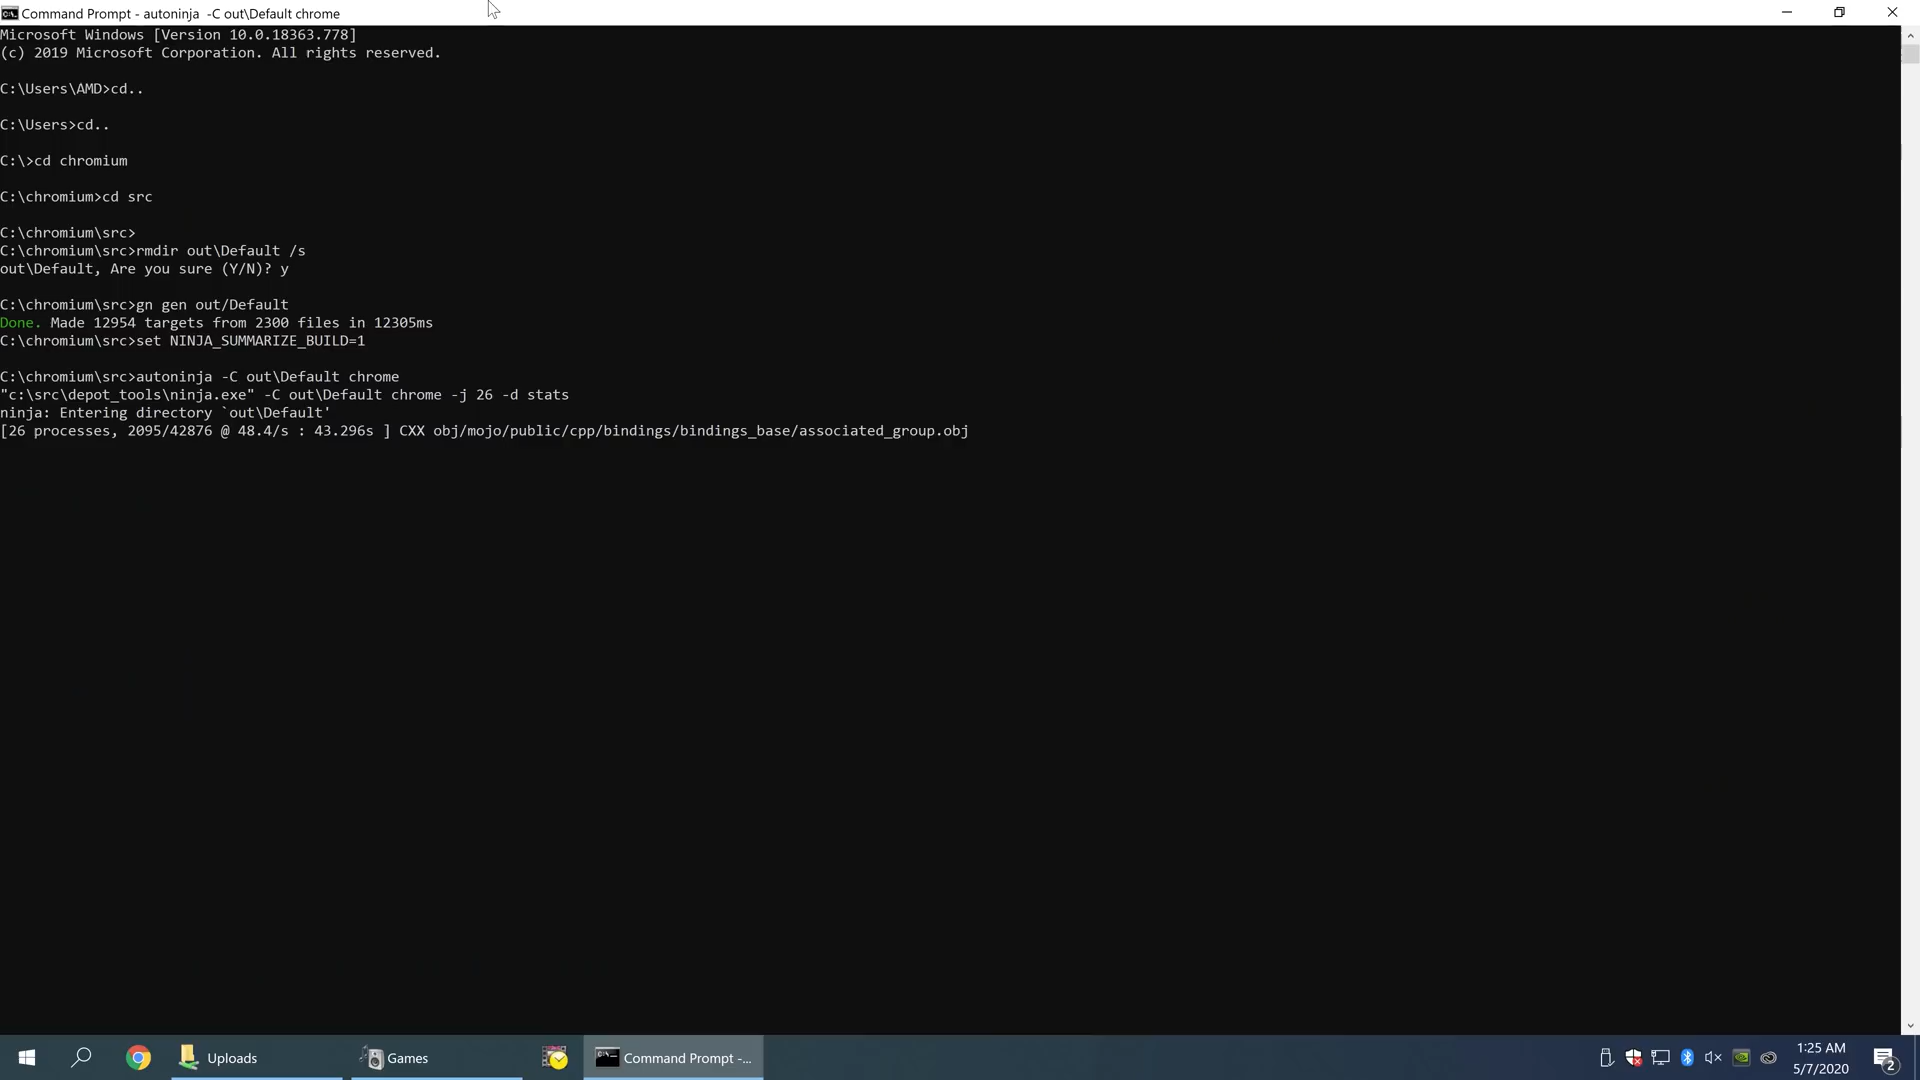 Command Prompt - autoninja  -C out\Default chrome
Microsoft Windows [Version 10.0.18363.778]
(c) 2019 Microsoft Corporation. All rights reserved.
C:\Users\AMD>cd..
C:\Users>cd..
C:\>cd chromium
C:\chromium>cd src
C:\chromium\src>
C:\chromium\src>rmdir out\Default /s
out\Default, Are you sure (Y/N)? y
C:\chromium\src>gn gen out/Default
Done. Made 12954 targets from 2300 files in 12305ms
C:\chromium\src>set NINJA_SUMMARIZE_BUILD=1
C:\chromium\src>autoninja -C out\Default chrome
"c:\src\depot_tools\ninja.exe" -C out\Default chrome -j 26 -d stats
ninja: Entering directory `out\Default'
[26 processes, 2095/42876 @ 48.4/s : 43.296s ] CXX obj/mojo/public/cpp/bindings/bindings_base/associated_group.obj
Uploads
Games
Command Prompt -...
1:25 AM
5/7/2020
2